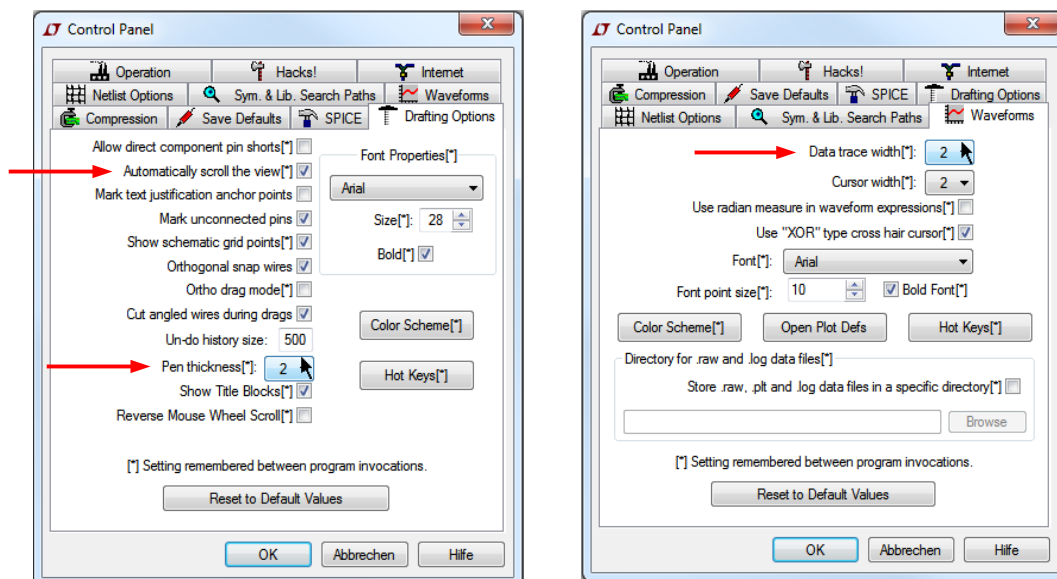 Control Panel
Operation Hacks! Internet
Netlist Options Sym. & Lib. Search Paths Waveforms
Compression Save Defaults SPICE Drafting Options
Allow direct component pin shorts[*]
Automatically scroll the view[*]
Mark text justification anchor points
Mark unconnected pins
Show schematic grid points[*]
Orthogonal snap wires
Ortho drag mode[*]
Cut angled wires during drags
Un-do history size: 500
Pen thickness[*]: 2
Show Title Blocks[*]
Reverse Mouse Wheel Scroll[*]
Font Properties[*]
Arial
Size[*]: 28
Bold[*]
Color Scheme[*]
Hot Keys[*]
[*] Setting remembered between program invocations.
Reset to Default Values
OK Abbrechen Hilfe
Control Panel
Operation Hacks! Internet
Compression Save Defaults SPICE Drafting Options
Netlist Options Sym. & Lib. Search Paths Waveforms
Data trace width[*]: 2
Cursor width[*]: 2
Use radian measure in waveform expressions[*]
Use "XOR" type cross hair cursor[*]
Font[*]: Arial
Font point size[*]: 10 Bold Font[*]
Color Scheme[*] Open Plot Defs Hot Keys[*]
Directory for .raw and .log data files[*]
Store .raw, .plt and .log data files in a specific directory[*]
Browse
[*] Setting remembered between program invocations.
Reset to Default Values
OK Abbrechen Hilfe